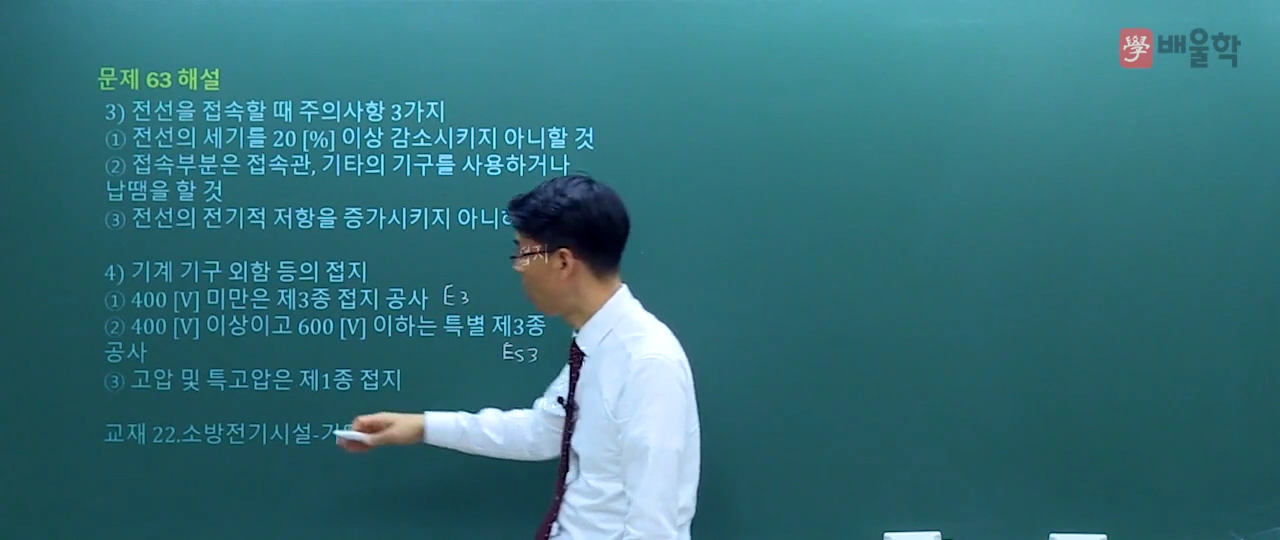 學 배울학
문제 63 해설
3) 전선을 접속할 때 주의사항 3가지
① 전선의 세기를 20 [%] 이상 감소시키지 아니할 것
② 접속부분은 접속관, 기타의 기구를 사용하거나
납땜을 할 것
③ 전선의 전기적 저항을 증가시키지
4) 기계 기구 외함 등의 접지
① 400 [V] 미만은 제3종 접지 공사 E3
② 400 [V] 이상이고 600 [V] 이하는 특별 제3종 접지
공사 Es3
③ 고압 및 특고압은 제1종 접지
교재 22.소방전기시설-